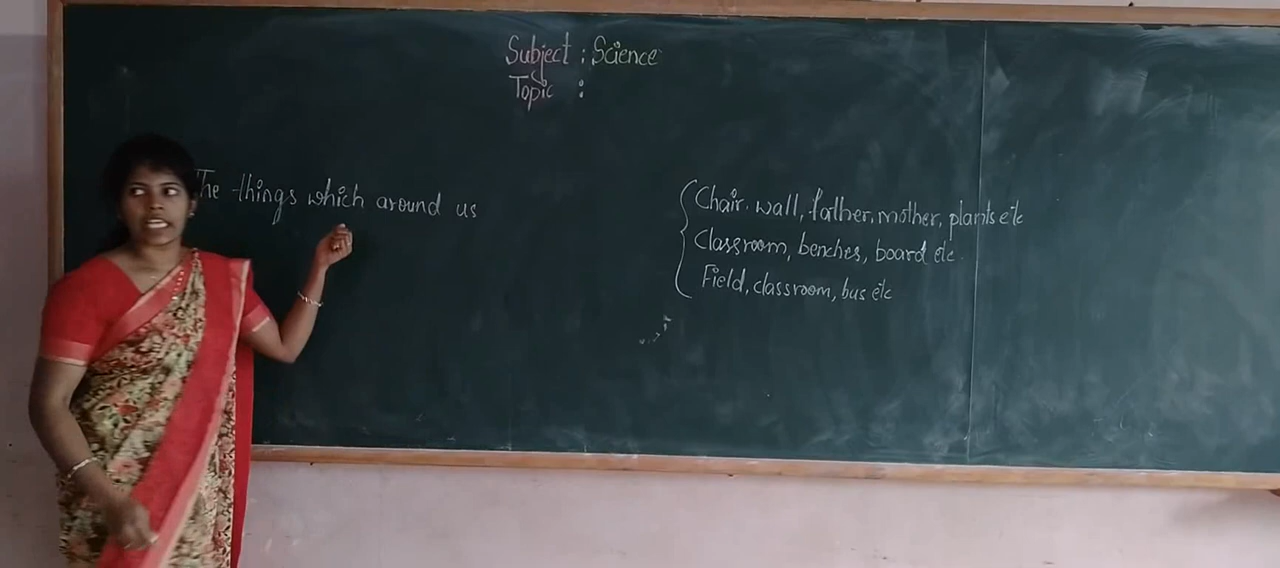 Subject : Science
Topic :
The things which around us
Chair, wall, father, mother, plants etc
Classroom, benches, board etc.
Field, classroom, bus etc